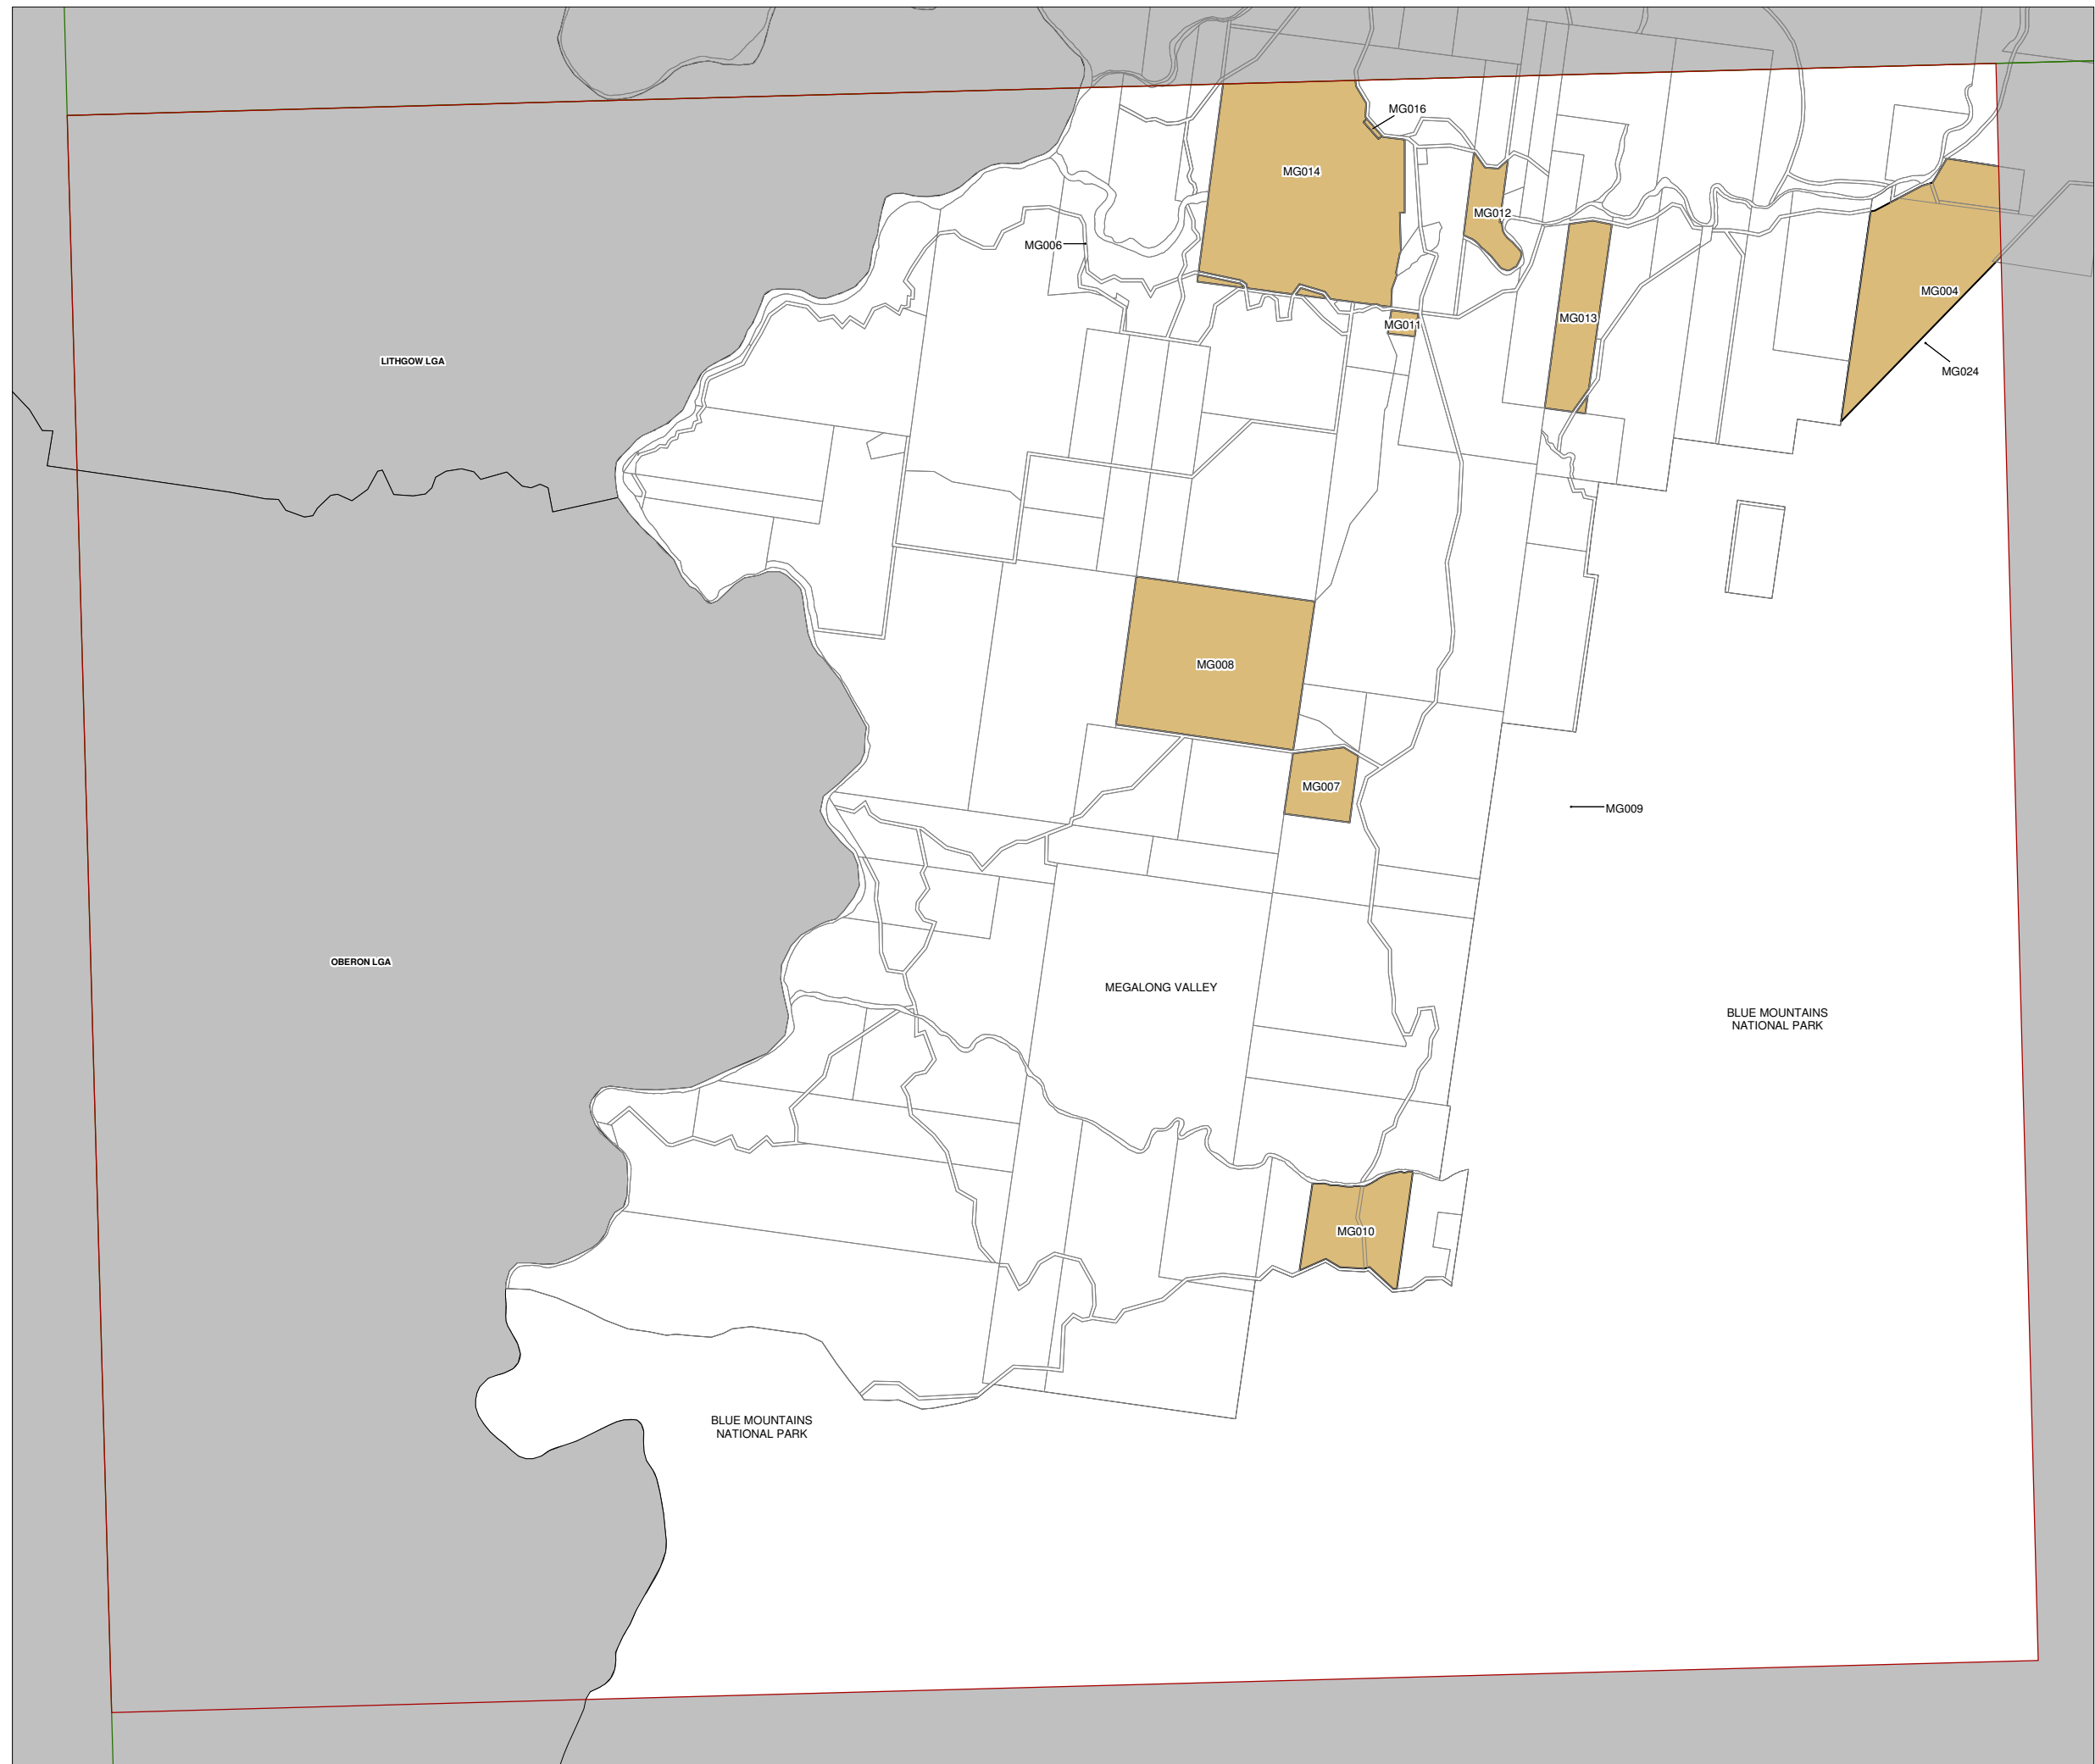 MG016
MG014
MG012
MG006
MG004
MG013
MG011
LITHGOW LGA
MG024
MG008
MG007
MG009
OBERON LGA
MEGALONG VALLEY
BLUE MOUNTAINS
NATIONAL PARK
MG010
BLUE MOUNTAINS
NATIONAL PARK